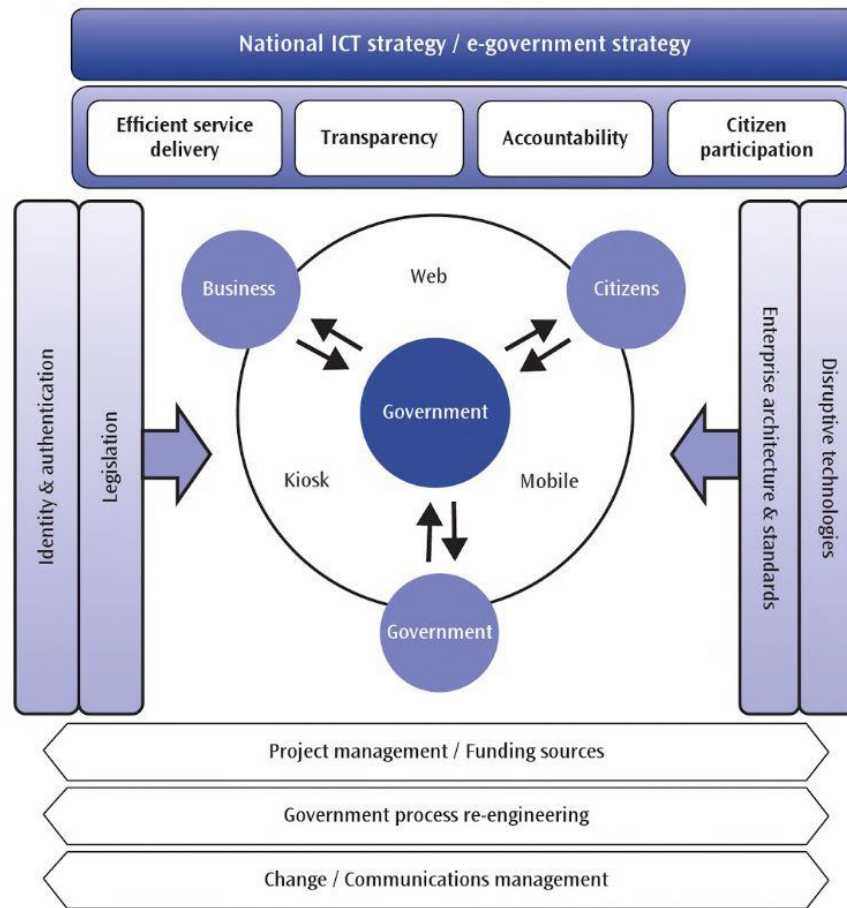 National ICT strategy / e-government strategy
Efficient service
delivery
Transparency
Accountability
Citizen
participation
Identity & authentication
Legislation
Business
Web
Citizens
Government
Kiosk
Mobile
Government
Enterprise architecture & standards
Disruptive technologies
Project management / Funding sources
Government process re-engineering
Change / Communications management